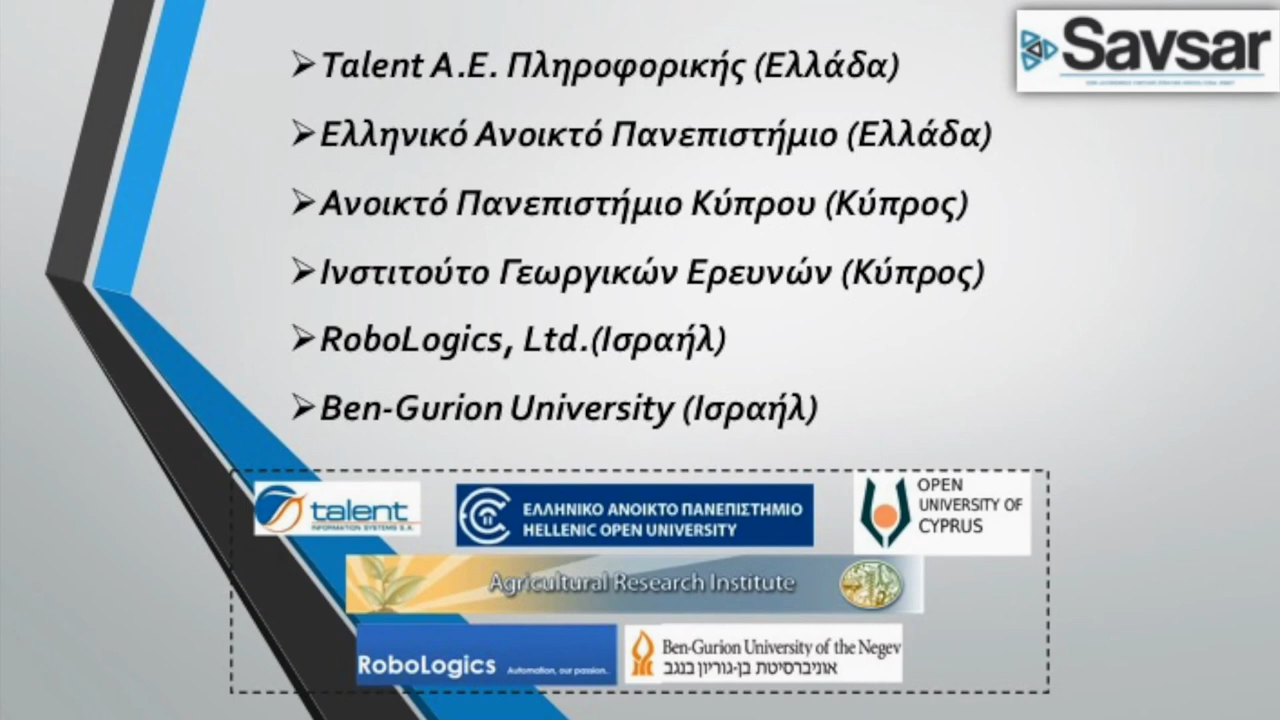 Savsar
➢Talent Α.Ε. Πληροφορικής (Ελλάδα)
➢Ελληνικό Ανοικτό Πανεπιστήμιο (Ελλάδα)
➢Ανοικτό Πανεπιστήμιο Κύπρου (Κύπρος)
➢Ινστιτούτο Γεωργικών Ερευνών (Κύπρος)
➢RoboLogics, Ltd.(Ισραήλ)
➢Ben-Gurion University (Ισραήλ)
talent
INFORMATION SYSTEMS S.A.
ΕΛΛΗΝΙΚΟ ΑΝΟΙΚΤΟ ΠΑΝΕΠΙΣΤΗΜΙΟ
HELLENIC OPEN UNIVERSITY
OPEN
UNIVERSITY OF
CYPRUS
Agricultural Research Institute
RoboLogics Automation, our passion.
Ben-Gurion University of the Negev
אוניברסיטת בן-גוריון בנגב